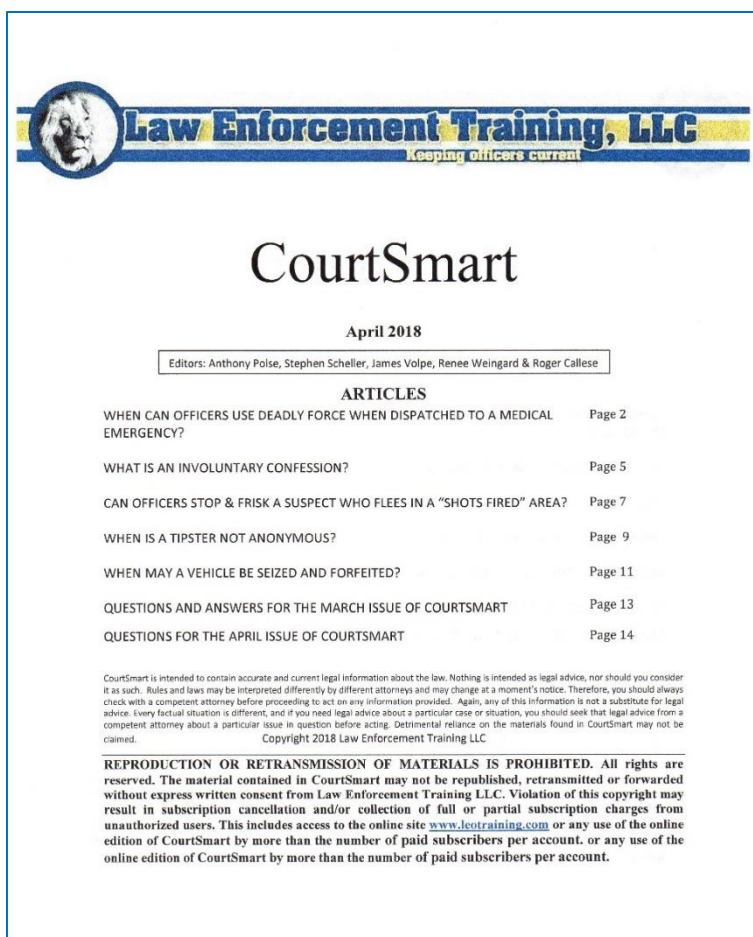 Law Enforcement Training, LLC
Keeping officers current
CourtSmart
April 2018
Editors: Anthony Polse, Stephen Scheller, James Volpe, Renee Weingard & Roger Callese
ARTICLES
WHEN CAN OFFICERS USE DEADLY FORCE WHEN DISPATCHED TO A MEDICAL Page 2
EMERGENCY?
WHAT IS AN INVOLUNTARY CONFESSION? Page 5
CAN OFFICERS STOP & FRISK A SUSPECT WHO FLEES IN A "SHOTS FIRED" AREA? Page 7
WHEN IS A TIPSTER NOT ANONYMOUS? Page 9
WHEN MAY A VEHICLE BE SEIZED AND FORFEITED? Page 11
QUESTIONS AND ANSWERS FOR THE MARCH ISSUE OF COURTSMART Page 13
QUESTIONS FOR THE APRIL ISSUE OF COURTSMART Page 14
CourtSmart is intended to contain accurate and current legal information about the law. Nothing is intended as legal advice, nor should you consider
it as such. Rules and laws may be interpreted differently by different attorneys and may change at a moment's notice. Therefore, you should always
check with a competent attorney before proceeding to act on any information provided. Again, any of this information is not a substitute for legal
advice. Every factual situation is different, and if you need legal advice about a particular case or situation, you should seek that legal advice from a
competent attorney about a particular issue in question before acting. Detrimental reliance on the materials found in CourtSmart may not be
claimed. Copyright 2018 Law Enforcement Training LLC
REPRODUCTION OR RETRANSMISSION OF MATERIALS IS PROHIBITED. All rights are
reserved. The material contained in CourtSmart may not be republished, retransmitted or forwarded
without express written consent from Law Enforcement Training LLC. Violation of this copyright may
result in subscription cancellation and/or collection of full or partial subscription charges from
unauthorized users. This includes access to the online site www.leotraining.com or any use of the online
edition of CourtSmart by more than the number of paid subscribers per account. or any use of the
online edition of CourtSmart by more than the number of paid subscribers per account.